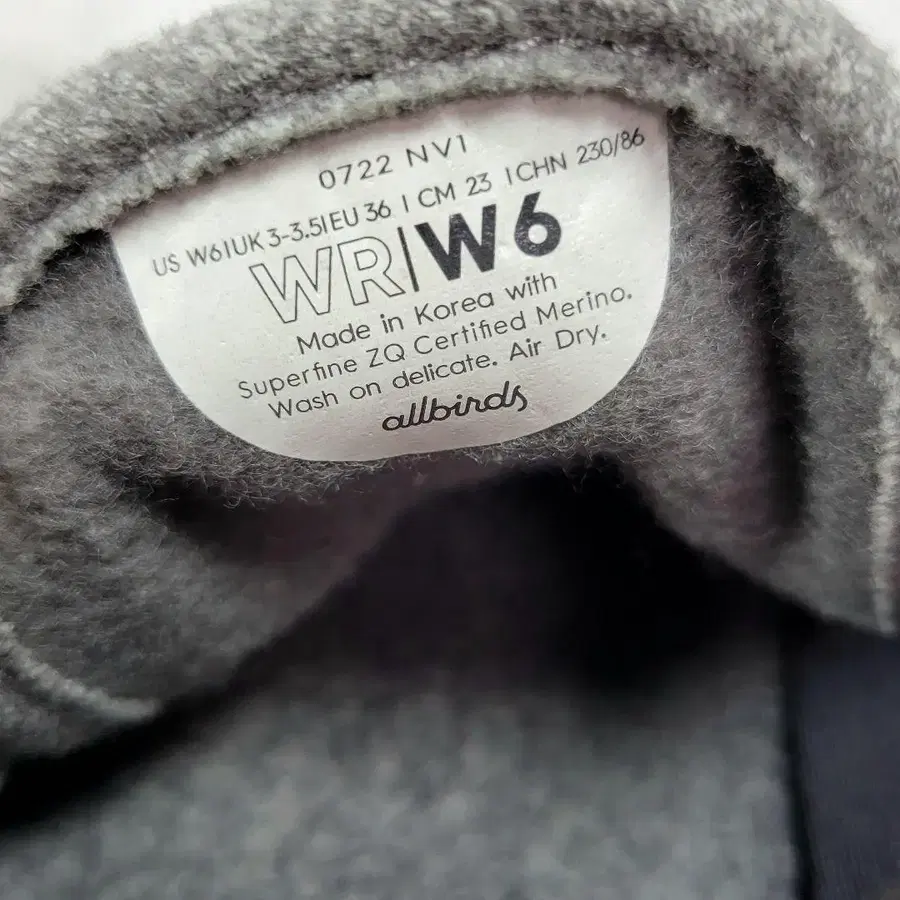 0722 NV1
US W6|UK 3-3.5|EU 36 | CM 23 | CHN 230/86
WR|W6
Made in Korea with
Superfine ZQ Certified Merino.
Wash on delicate. Air Dry.
allbirds